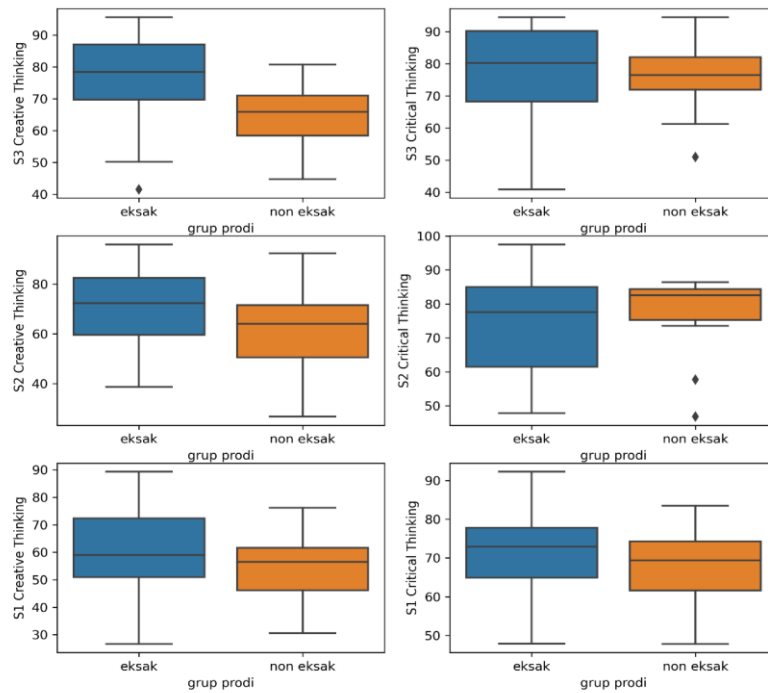 S3 Creative Thinking
90
80
70
60
50
40
eksak
non eksak
grup prodi
S3 Critical Thinking
90
80
70
60
50
40
eksak
non eksak
grup prodi
S2 Creative Thinking
80
60
40
eksak
non eksak
grup prodi
S2 Critical Thinking
100
90
80
70
60
50
eksak
non eksak
grup prodi
S1 Creative Thinking
90
80
70
60
50
40
30
eksak
non eksak
grup prodi
S1 Critical Thinking
90
80
70
60
50
eksak
non eksak
grup prodi